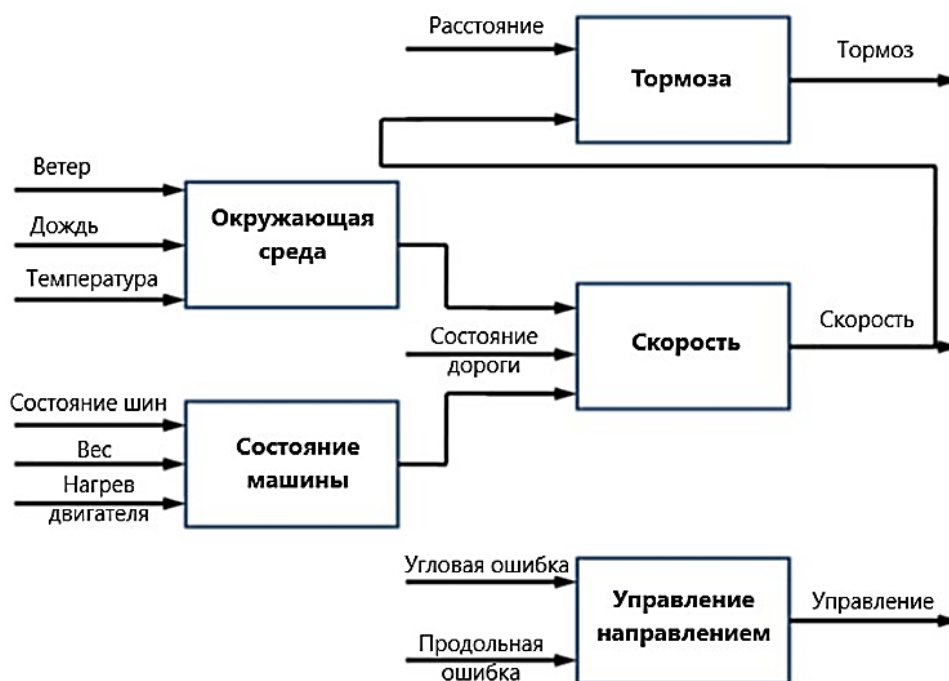 Расстояние
Тормоза
Тормоз
Ветер
Дождь
Температура
Окружающая
среда
Состояние
дороги
Скорость
Скорость
Состояние шин
Вес
Нагрев
двигателя
Состояние
машины
Угловая ошибка
Продольная
ошибка
Управление
направлением
Управление